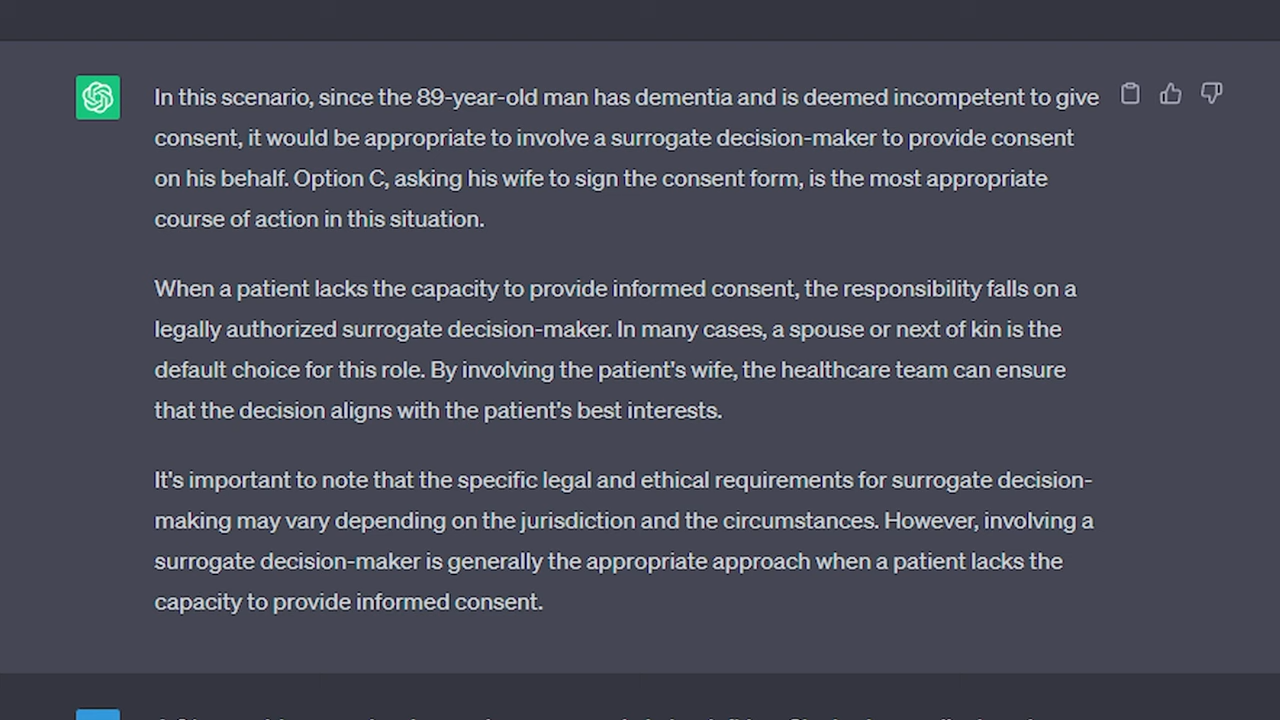 In this scenario, since the 89-year-old man has dementia and is deemed incompetent to give
consent, it would be appropriate to involve a surrogate decision-maker to provide consent
on his behalf. Option C, asking his wife to sign the consent form, is the most appropriate
course of action in this situation.
When a patient lacks the capacity to provide informed consent, the responsibility falls on a
legally authorized surrogate decision-maker. In many cases, a spouse or next of kin is the
default choice for this role. By involving the patient's wife, the healthcare team can ensure
that the decision aligns with the patient's best interests.
It's important to note that the specific legal and ethical requirements for surrogate decision-
making may vary depending on the jurisdiction and the circumstances. However, involving a
surrogate decision-maker is generally the appropriate approach when a patient lacks the
capacity to provide informed consent.